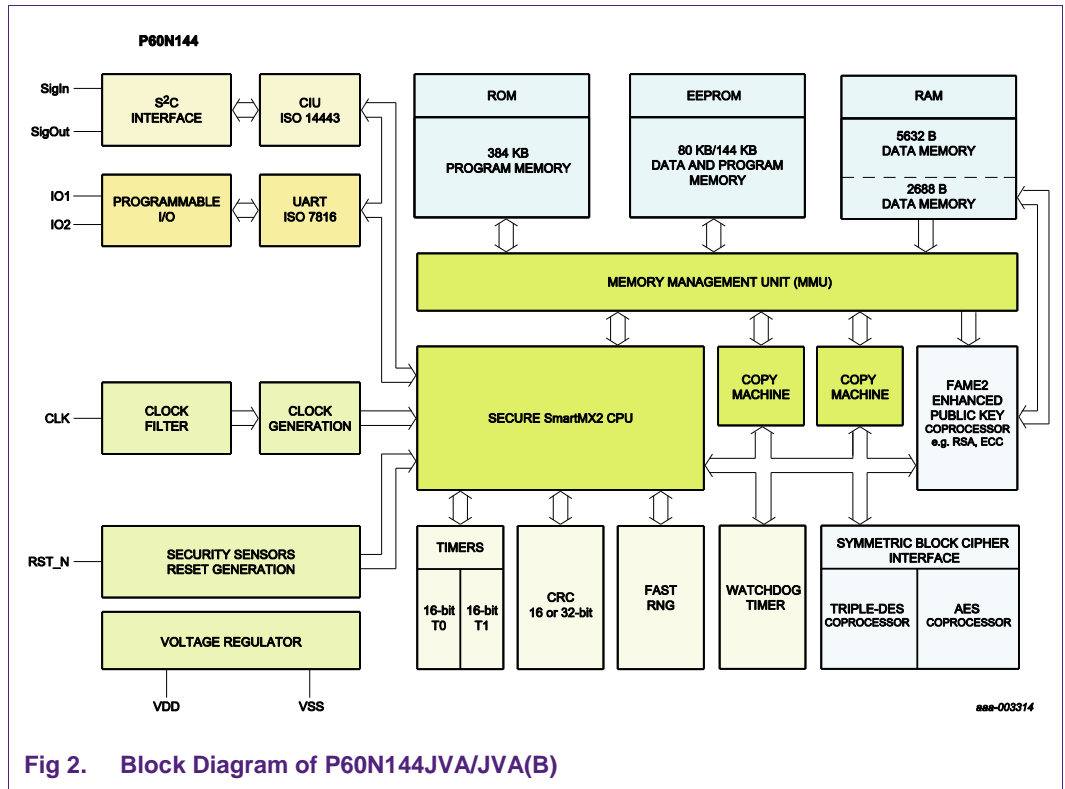 P60N144
SigIn
SigOut
S²C
INTERFACE
CIU
ISO 14443
IO1
IO2
PROGRAMMABLE
I/O
UART
ISO 7816
ROM
384 KB
PROGRAM MEMORY
EEPROM
80 KB/144 KB
DATA AND PROGRAM
MEMORY
RAM
5632 B
DATA MEMORY
2688 B
DATA MEMORY
MEMORY MANAGEMENT UNIT (MMU)
CLK
CLOCK
FILTER
CLOCK
GENERATION
SECURE SmartMX2 CPU
COPY
MACHINE
COPY
MACHINE
FAME2
ENHANCED
PUBLIC KEY
COPROCESSOR
e.g. RSA, ECC
RST_N
SECURITY SENSORS
RESET GENERATION
VOLTAGE REGULATOR
VDD
VSS
TIMERS
16-bit
T0
16-bit
T1
CRC
16 or 32-bit
FAST
RNG
WATCHDOG
TIMER
SYMMETRIC BLOCK CIPHER
INTERFACE
TRIPLE-DES
COPROCESSOR
AES
COPROCESSOR
aaa-003314
Fig 2. Block Diagram of P60N144JVA/JVA(B)